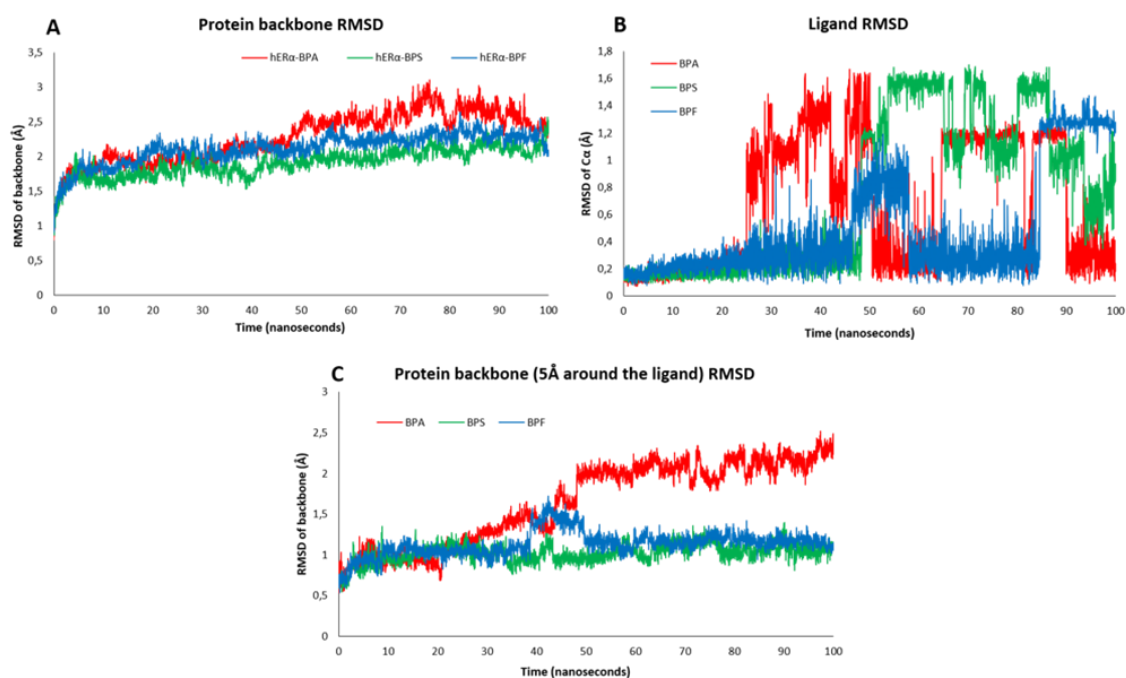 A
Protein backbone RMSD
hERα-BPA hERα-BPS hERα-BPF
RMSD of backbone (Å)
3,5
3
2,5
2
1,5
1
0,5
0
0 10 20 30 40 50 60 70 80 90 100
Time (nanoseconds)
B
Ligand RMSD
BPA
BPS
BPF
RMSD of C α (Å)
1,8
1,6
1,4
1,2
1
0,8
0,6
0,4
0,2
0
0 10 20 30 40 50 60 70 80 90 100
Time (nanoseconds)
C
Protein backbone (5Å around the ligand) RMSD
BPA BPS BPF
RMSD of backbone (Å)
3
2,5
2
1,5
1
0,5
0
0 10 20 30 40 50 60 70 80 90 100
Time (nanoseconds)